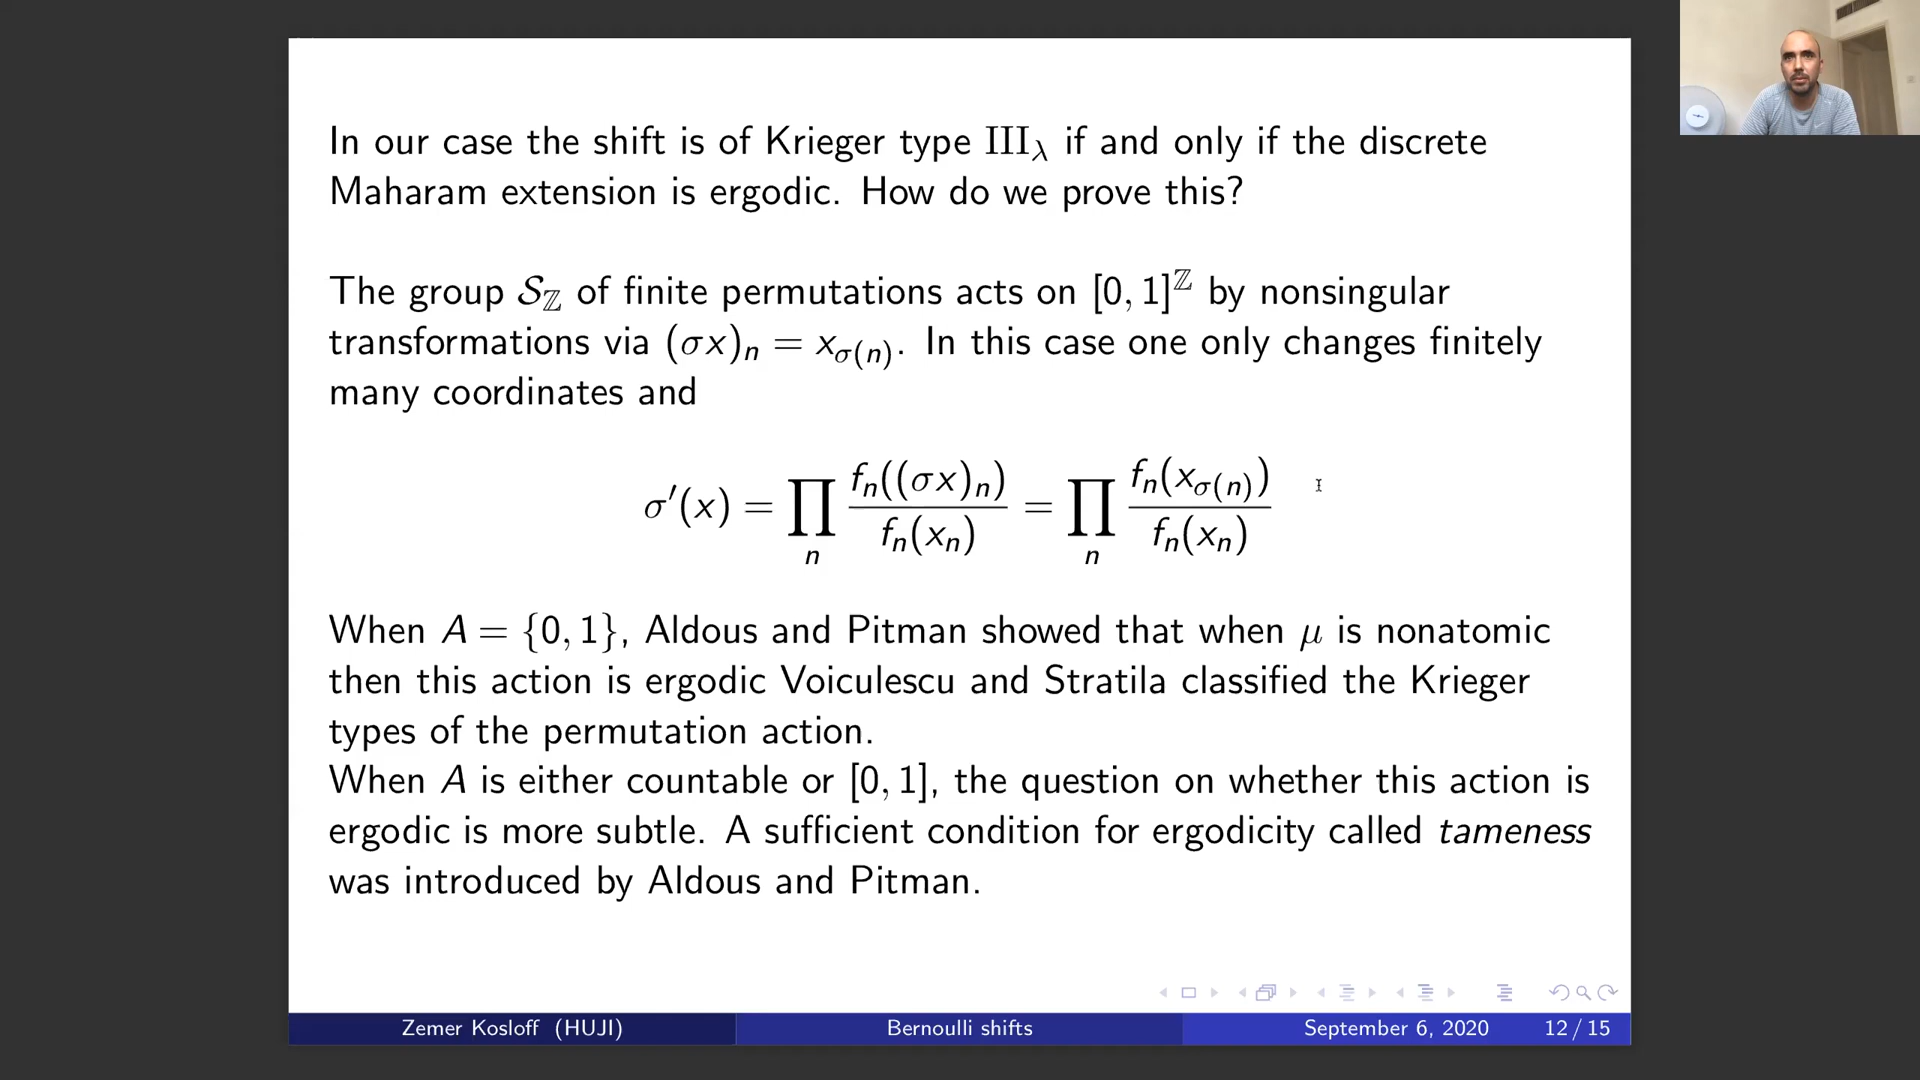 In our case the shift is of Krieger type III_λ if and only if the discrete
Maharam extension is ergodic. How do we prove this?
The group 𝒮_ℤ of finite permutations acts on [0, 1]^ℤ by nonsingular
transformations via (σx)_n = x_{σ(n)}. In this case one only changes finitely
many coordinates and
σ′(x) = ∏_n f_n((σx)_n) / f_n(x_n) = ∏_n f_n(x_{σ(n)}) / f_n(x_n)
When A = {0, 1}, Aldous and Pitman showed that when μ is nonatomic
then this action is ergodic Voiculescu and Stratila classified the Krieger
types of the permutation action.
When A is either countable or [0, 1], the question on whether this action is
ergodic is more subtle. A sufficient condition for ergodicity called tameness
was introduced by Aldous and Pitman.
Zemer Kosloff (HUJI) Bernoulli shifts September 6, 2020 12 / 15